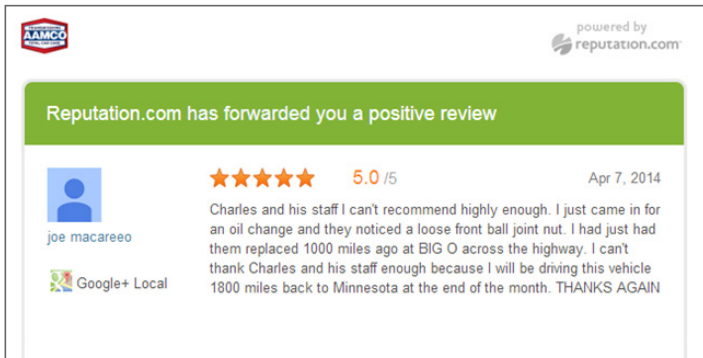 AAMCO
powered by
reputation.com
Reputation.com has forwarded you a positive review
5.0 /5
Apr 7, 2014
joe macareeo
Google+ Local
Charles and his staff I can't recommend highly enough. I just came in for
an oil change and they noticed a loose front ball joint nut. I had just had
them replaced 1000 miles ago at BIG O across the highway. I can't
thank Charles and his staff enough because I will be driving this vehicle
1800 miles back to Minnesota at the end of the month. THANKS AGAIN